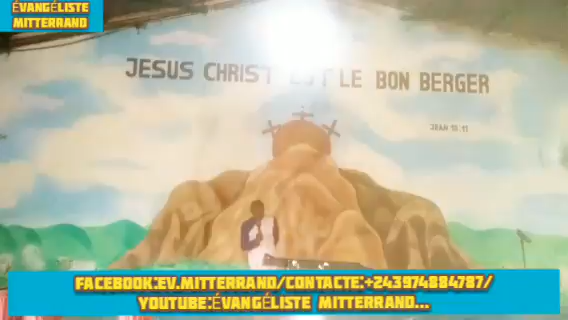 ÉVANGÉLISTE
MITTERRAND
JESUS CHRIST EST LE BON BERGER
JEAN 10:11
FACEBOOK:EV.MITTERRAND/CONTACTE:+243974884787/
YOUTUBE:ÉVANGÉLISTE MITTERRAND...